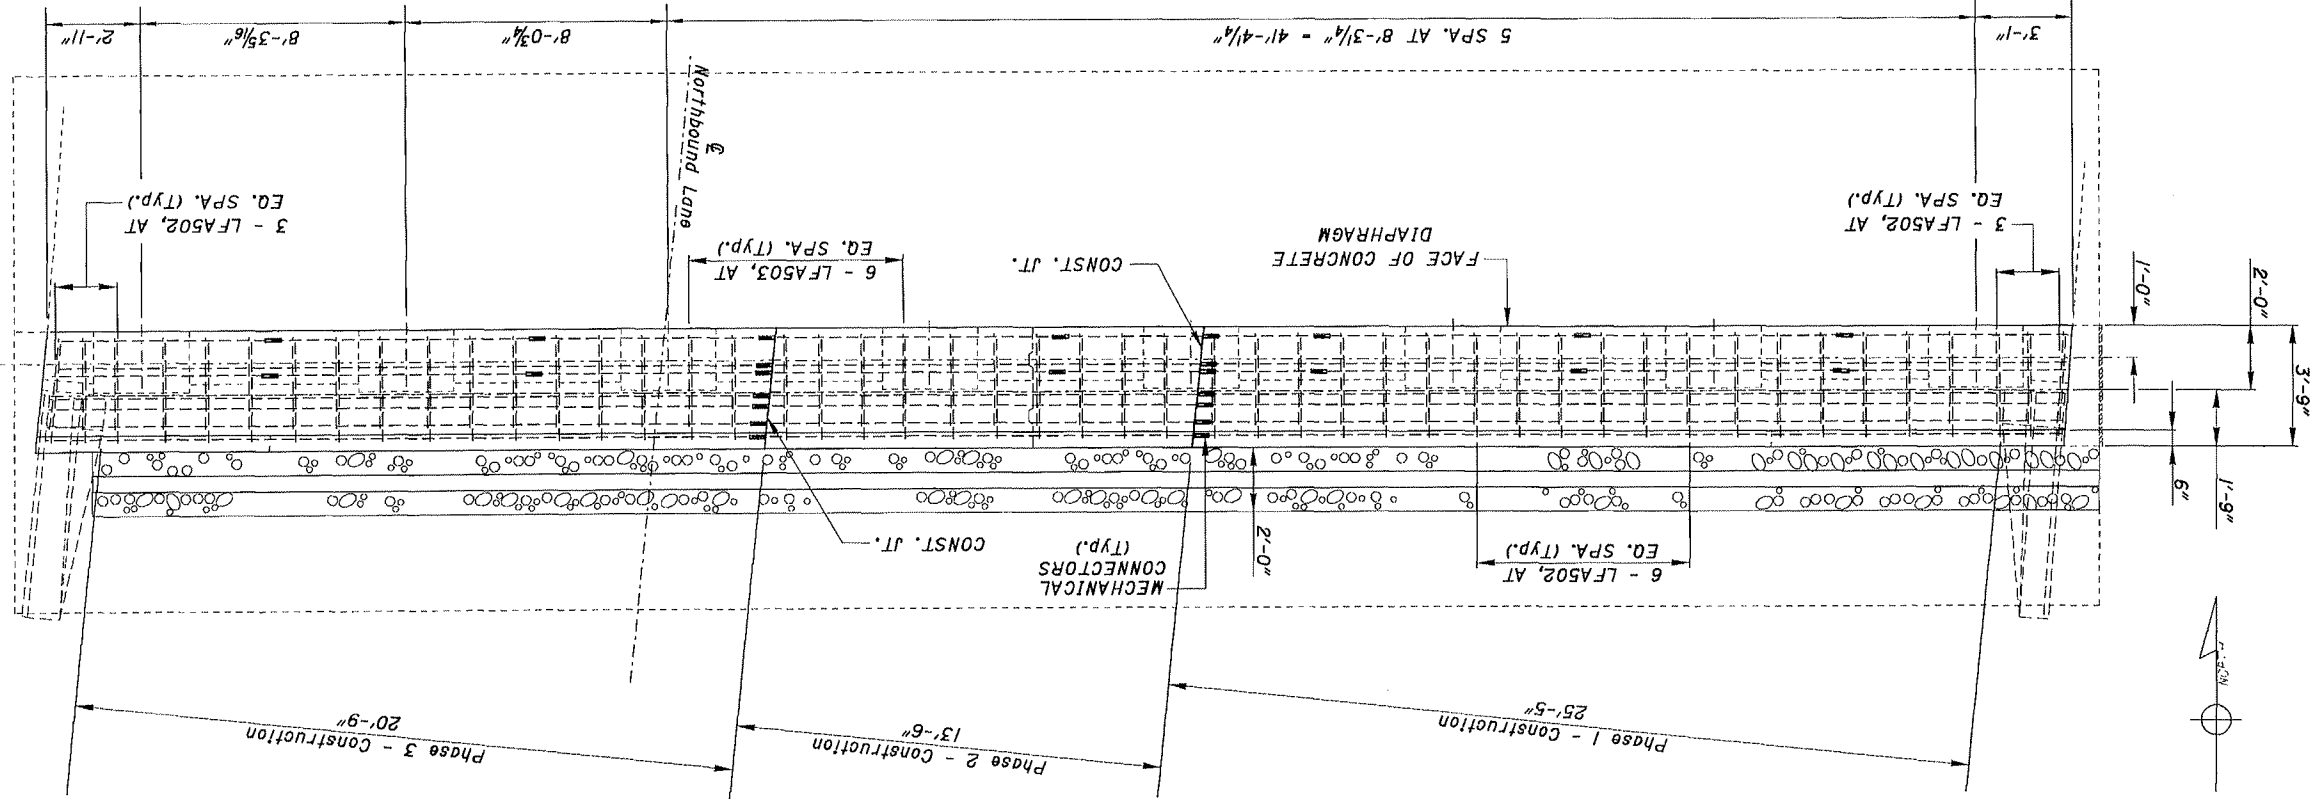 Phase 1 - Construction
25'-5"
Phase 2 - Construction
13'-6"
Phase 3 - Construction
20'-9"
6 - LFA502, AT
EQ. SPA. (Typ.)
2'-0"
MECHANICAL
CONNECTORS
(Typ.)
CONST. JT.
3'-9"
1'-9"
6"
2'-0"
1'-0"
3 - LFA502, AT
EQ. SPA. (Typ.)
FACE OF CONCRETE
DIAPHRAGM
CONST. JT.
6 - LFA503, AT
EQ. SPA. (Typ.)
℄
Northbound Lane
3 - LFA502, AT
EQ. SPA. (Typ.)
3'-1"
5 SPA. AT 8'-3¼" = 41'-4¼"
8'-0¾"
8'-3 5/16"
2'-11"